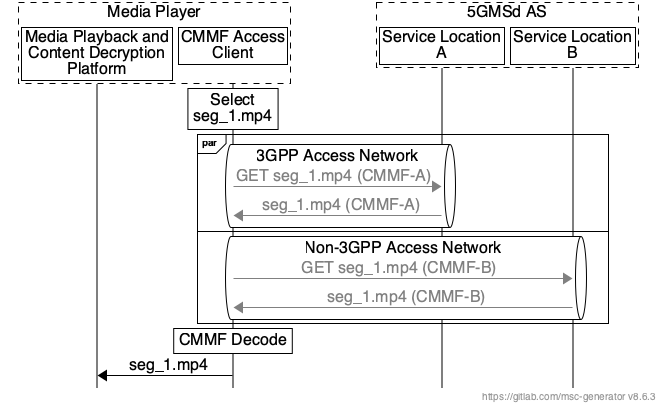 Media Player
5GMSd AS
Media Playback and
Content Decryption
Platform
CMMF Access
Client
Service Location
A
Service Location
B
Select
seg_1.mp4
par
3GPP Access Network
GET seg_1.mp4 (CMMF-A)
seg_1.mp4 (CMMF-A)
Non-3GPP Access Network
GET seg_1.mp4 (CMMF-B)
seg_1.mp4 (CMMF-B)
CMMF Decode
seg_1.mp4
https://gitlab.com/msc-generator v8.6.3